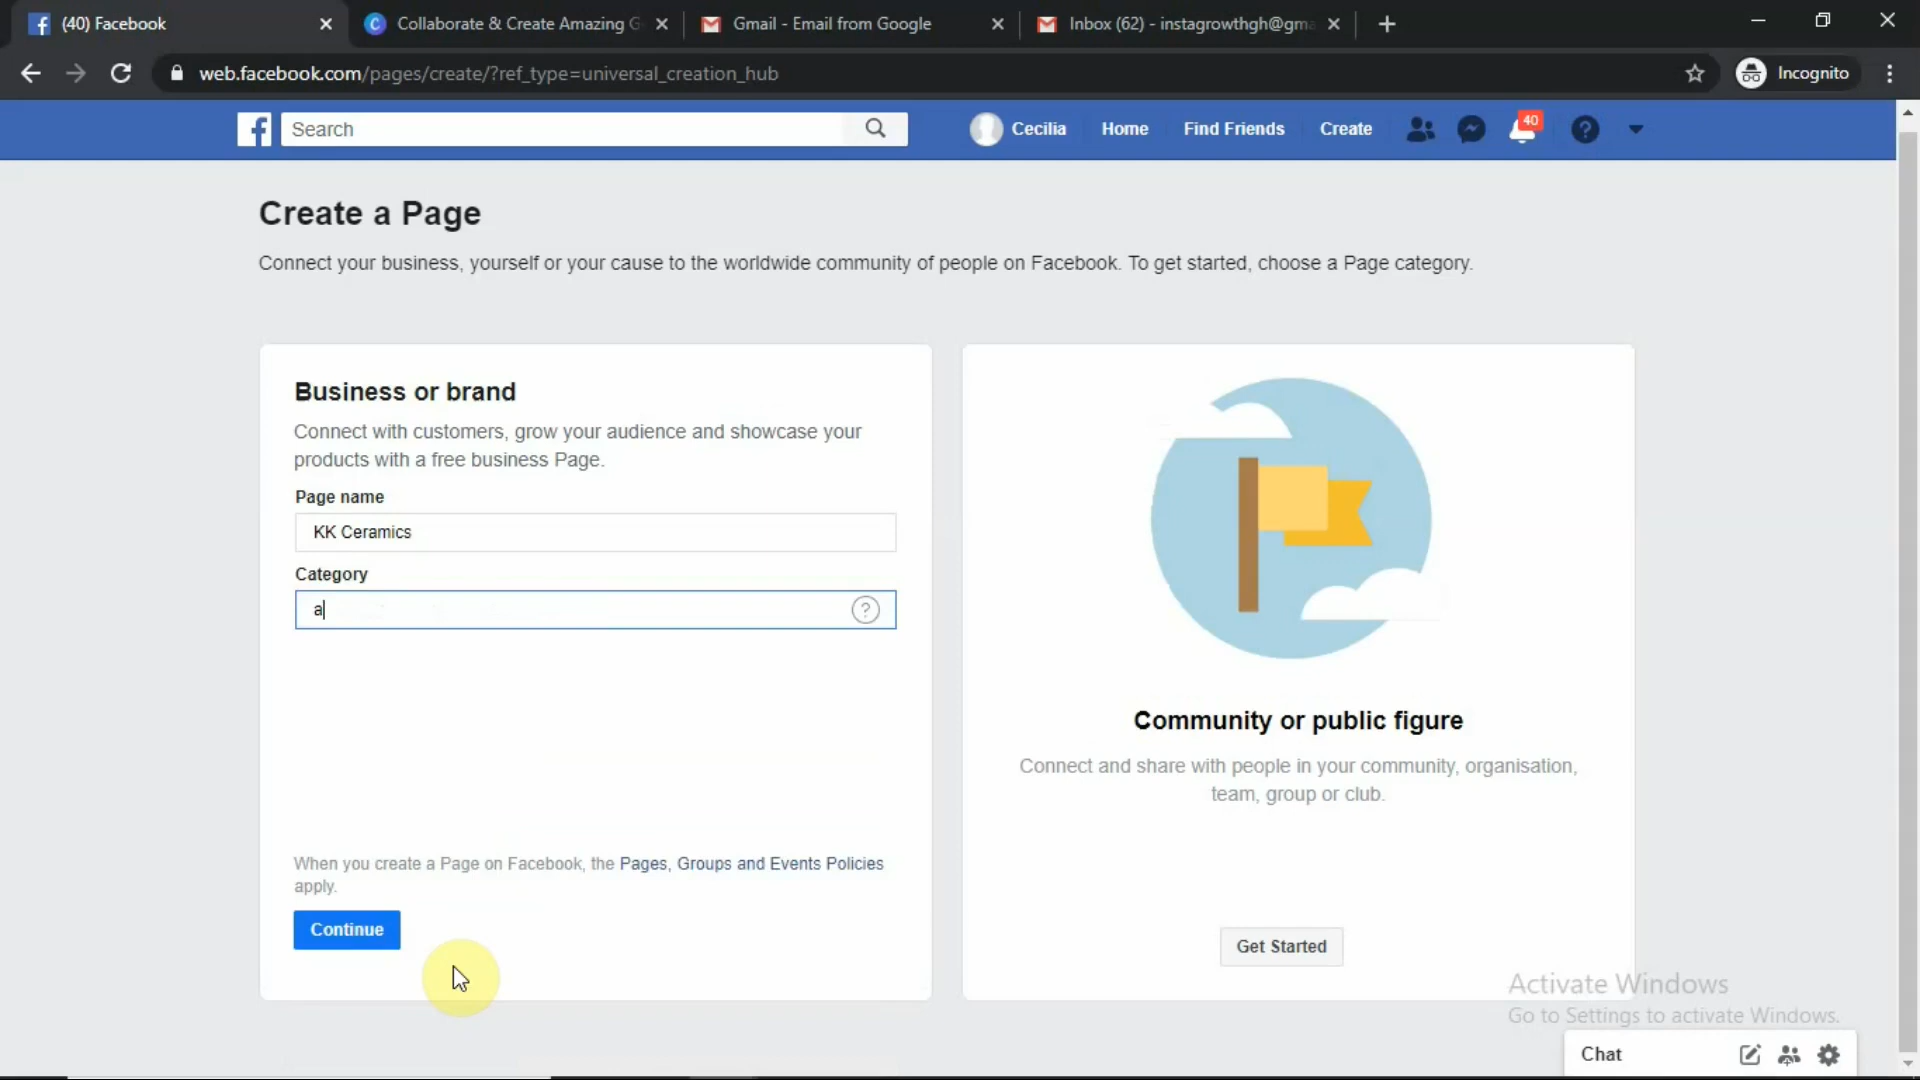 (40) Facebook
Collaborate & Create Amazing G
Gmail - Email from Google
Inbox (62) - instagrowthgh@gma
web.facebook.com/pages/create/?ref_type=universal_creation_hub
Incognito
Search
Cecilia
Home
Find Friends
Create
40
Create a Page
Connect your business, yourself or your cause to the worldwide community of people on Facebook. To get started, choose a Page category.
Business or brand
Connect with customers, grow your audience and showcase your
products with a free business Page.
Page name
KK Ceramics
Category
a
When you create a Page on Facebook, the Pages, Groups and Events Policies
apply.
Continue
Community or public figure
Connect and share with people in your community, organisation,
team, group or club.
Get Started
Activate Windows
Go to Settings to activate Windows.
Chat